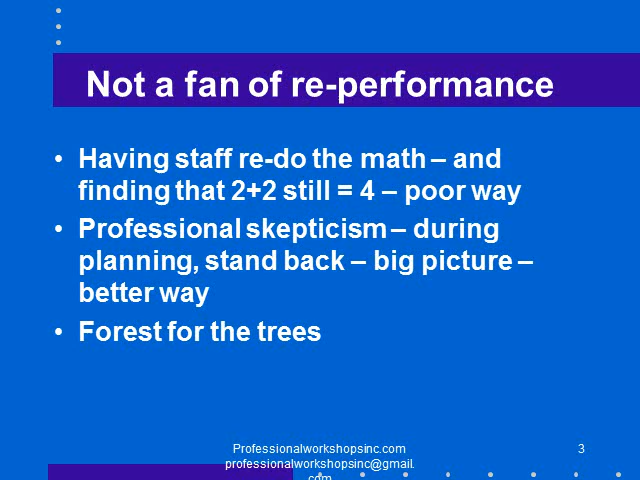 Not a fan of re-performance
• Having staff re-do the math – and
finding that 2+2 still = 4 – poor way
• Professional skepticism – during
planning, stand back – big picture –
better way
• Forest for the trees
Professionalworkshopsinc.com
professionalworkshopsinc@gmail.
com
3